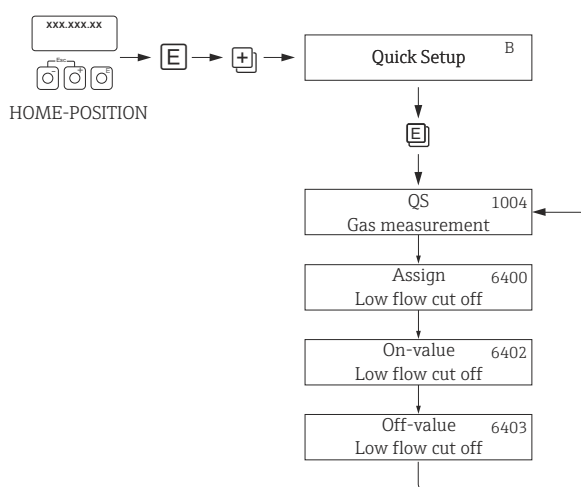 xxx.xxx.xx
Esc
- + E
HOME-POSITION
E
+
Quick Setup B
E
QS 1004
Gas measurement
Assign 6400
Low flow cut off
On-value 6402
Low flow cut off
Off-value 6403
Low flow cut off